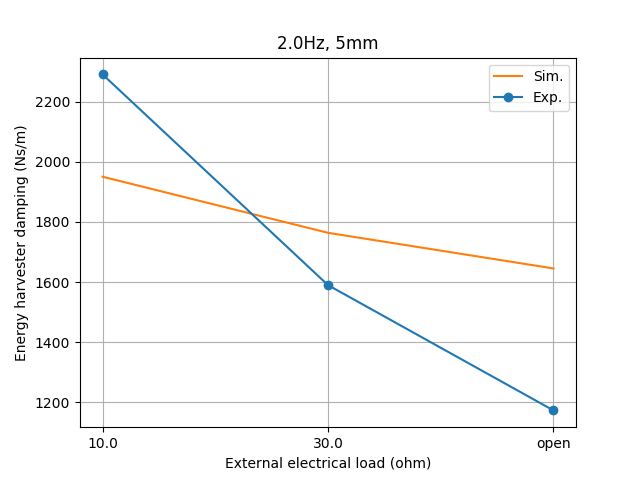 2.0Hz, 5mm
Sim.
Exp.
Energy harvester damping (Ns/m)
2200
2000
1800
1600
1400
1200
10.0
30.0
open
External electrical load (ohm)